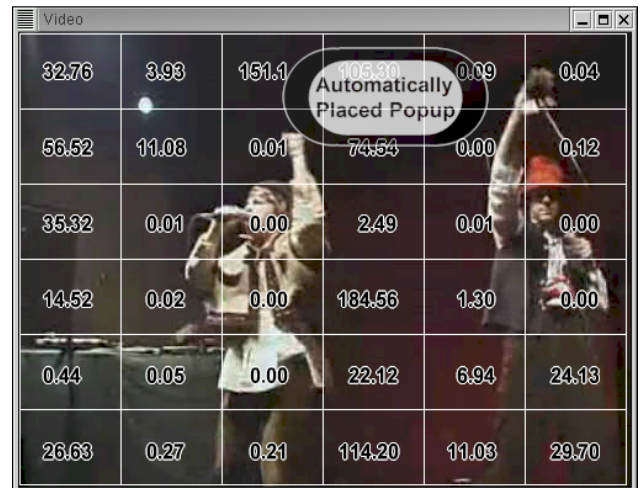 Video
32.76 3.93 151.1 105.30 0.09 0.04
Automatically
Placed Popup
56.52 11.08 0.01 74.54 0.00 0.12
35.32 0.01 0.00 2.49 0.01 0.00
14.52 0.02 0.00 184.56 1.30 0.00
0.44 0.05 0.00 22.12 6.94 24.13
26.63 0.27 0.21 114.20 11.03 29.70